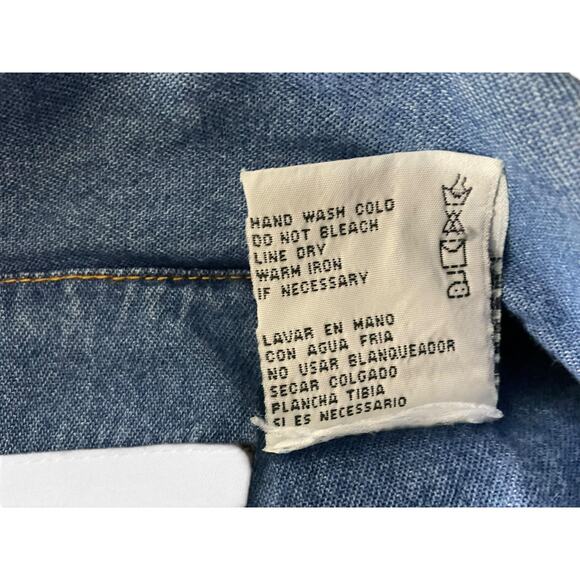 HAND WASH COLD
DO NOT BLEACH
LINE DRY
WARM IRON
IF NECESSARY
LAVAR EN MANO
CON AGUA FRIA
NO USAR BLANQUEADOR
SECAR COLGADO
PLANCHA TIBIA
SI ES NECESSARIO